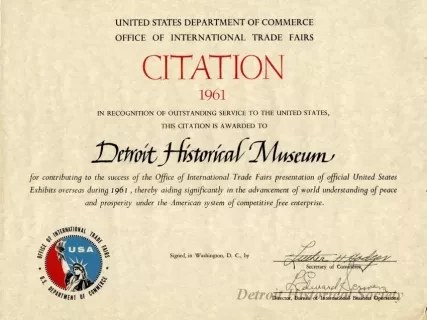 UNITED STATES DEPARTMENT OF COMMERCE
OFFICE OF INTERNATIONAL TRADE FAIRS
CITATION
1961
IN RECOGNITION OF OUTSTANDING SERVICE TO THE UNITED STATES,
THIS CITATION IS AWARDED TO
Detroit Historical Museum
for contributing to the success of the Office of International Trade Fairs presentation of official United States
Exhibits overseas during 1961, thereby aiding significantly in the advancement of world understanding of peace
and prosperity under the American system of competitive free enterprise.
OFFICE OF INTERNATIONAL TRADE FAIRS
USA
U.S. DEPARTMENT OF COMMERCE
Signed, in Washington, D. C., by
Luther H Hodges
Secretary of Commerce
Detroit Historical Society
Director, Bureau of International Business Operations